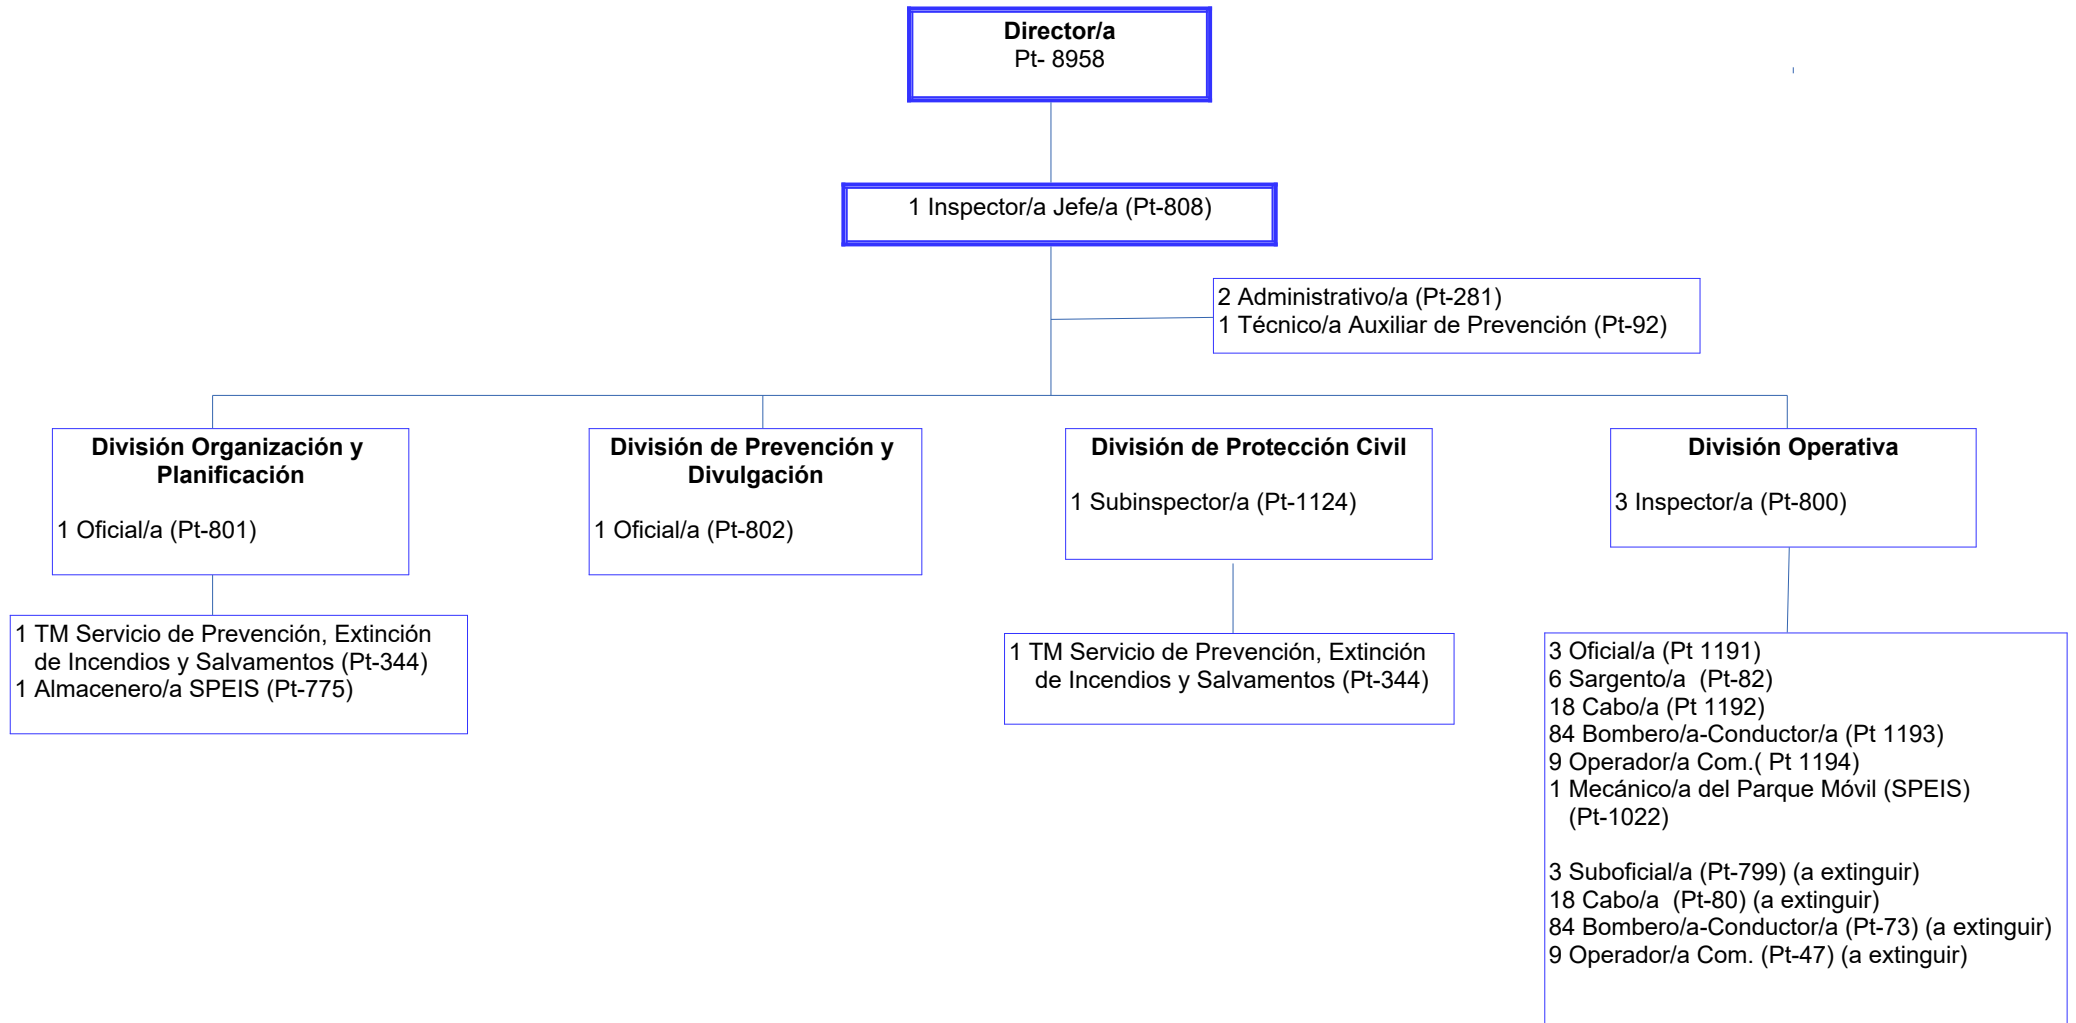 Director/a
Pt- 8958
1 Inspector/a Jefe/a (Pt-808)
2 Administrativo/a (Pt-281)
1 Técnico/a Auxiliar de Prevención (Pt-92)
División Organización y
Planificación
1 Oficial/a (Pt-801)
División de Prevención y
Divulgación
1 Oficial/a (Pt-802)
División de Protección Civil
1 Subinspector/a (Pt-1124)
División Operativa
3 Inspector/a (Pt-800)
1 TM Servicio de Prevención, Extinción
de Incendios y Salvamentos (Pt-344)
1 Almacenero/a SPEIS (Pt-775)
1 TM Servicio de Prevención, Extinción
de Incendios y Salvamentos (Pt-344)
3 Oficial/a (Pt 1191)
6 Sargento/a  (Pt-82)
18 Cabo/a (Pt 1192)
84 Bombero/a-Conductor/a (Pt 1193)
9 Operador/a Com.( Pt 1194)
1 Mecánico/a del Parque Móvil (SPEIS)
(Pt-1022)
3 Suboficial/a (Pt-799) (a extinguir)
18 Cabo/a  (Pt-80) (a extinguir)
84 Bombero/a-Conductor/a (Pt-73) (a extinguir)
9 Operador/a Com. (Pt-47) (a extinguir)